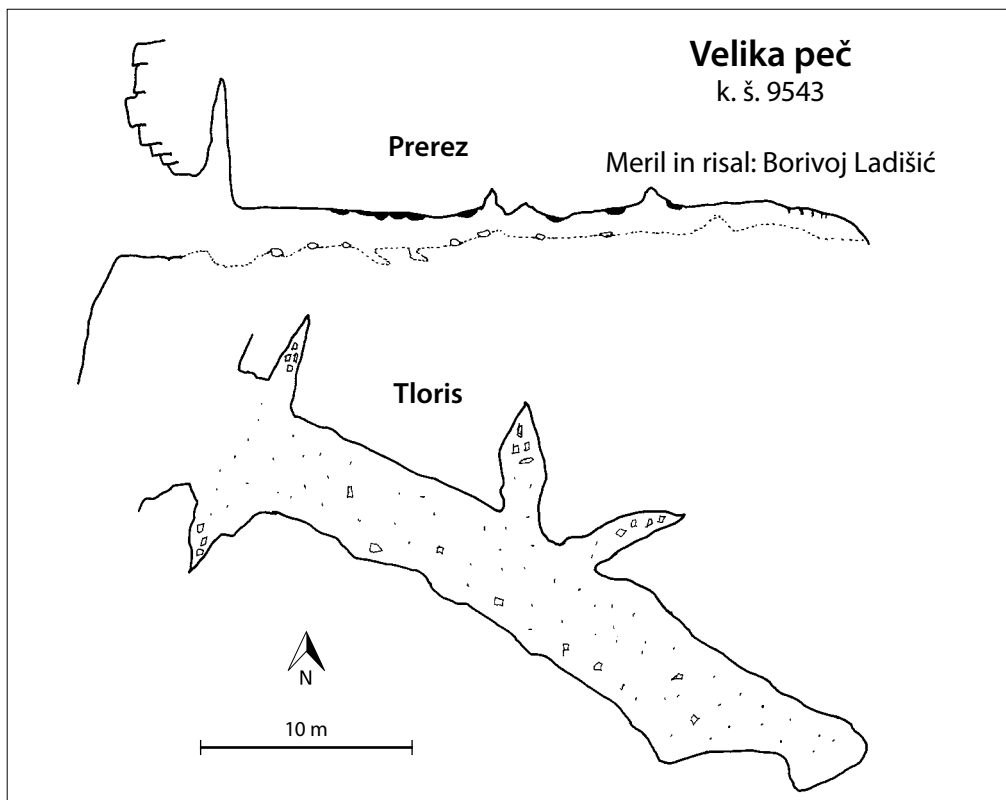 Velika peč
k. š. 9543
Prerez
Meril in risal: Borivoj Ladišić
Tloris
N
10 m